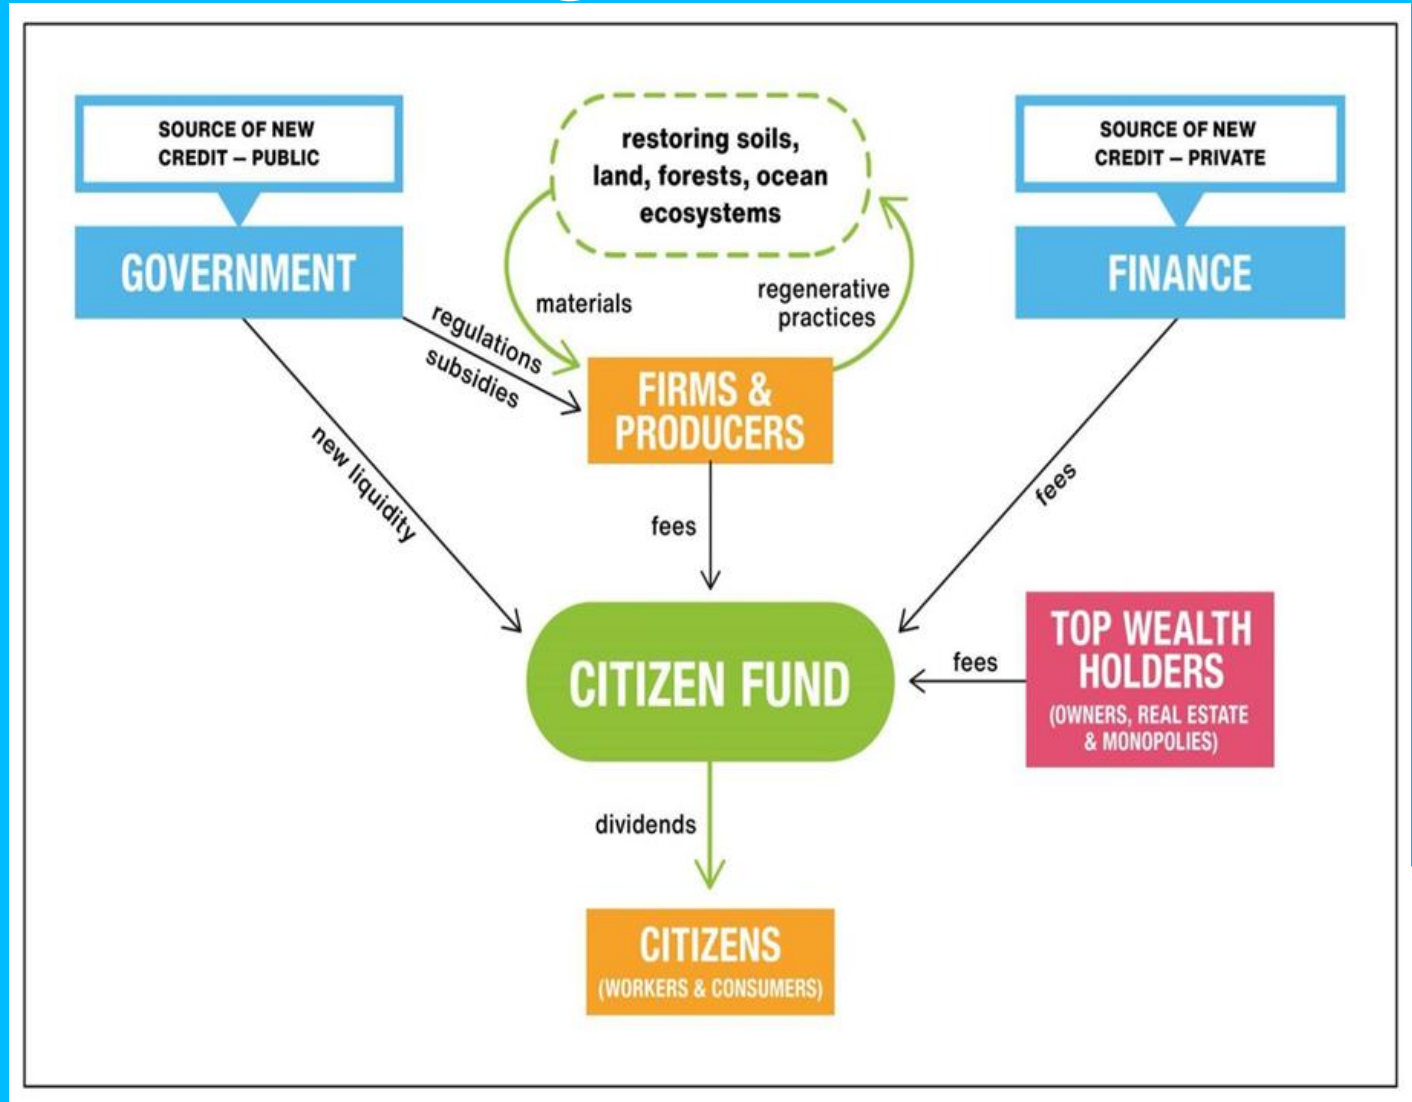 SOURCE OF NEW
CREDIT – PUBLIC
GOVERNMENT
restoring soils,
land, forests, ocean
ecosystems
SOURCE OF NEW
CREDIT – PRIVATE
FINANCE
materials
regenerative
practices
regulations
subsidies
FIRMS &
PRODUCERS
new liquidity
fees
fees
CITIZEN FUND
fees
TOP WEALTH
HOLDERS
(OWNERS, REAL ESTATE
& MONOPOLIES)
dividends
CITIZENS
(WORKERS & CONSUMERS)